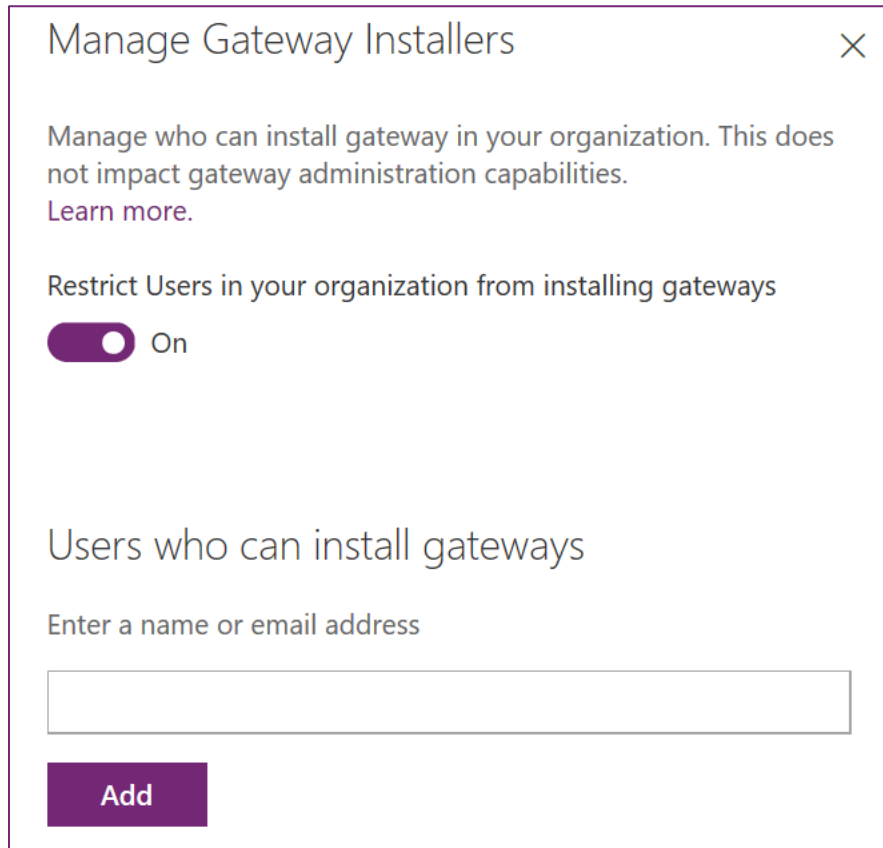 Manage Gateway Installers
Manage who can install gateway in your organization. This does
not impact gateway administration capabilities.
Learn more.
Restrict Users in your organization from installing gateways
On
Users who can install gateways
Enter a name or email address
Add